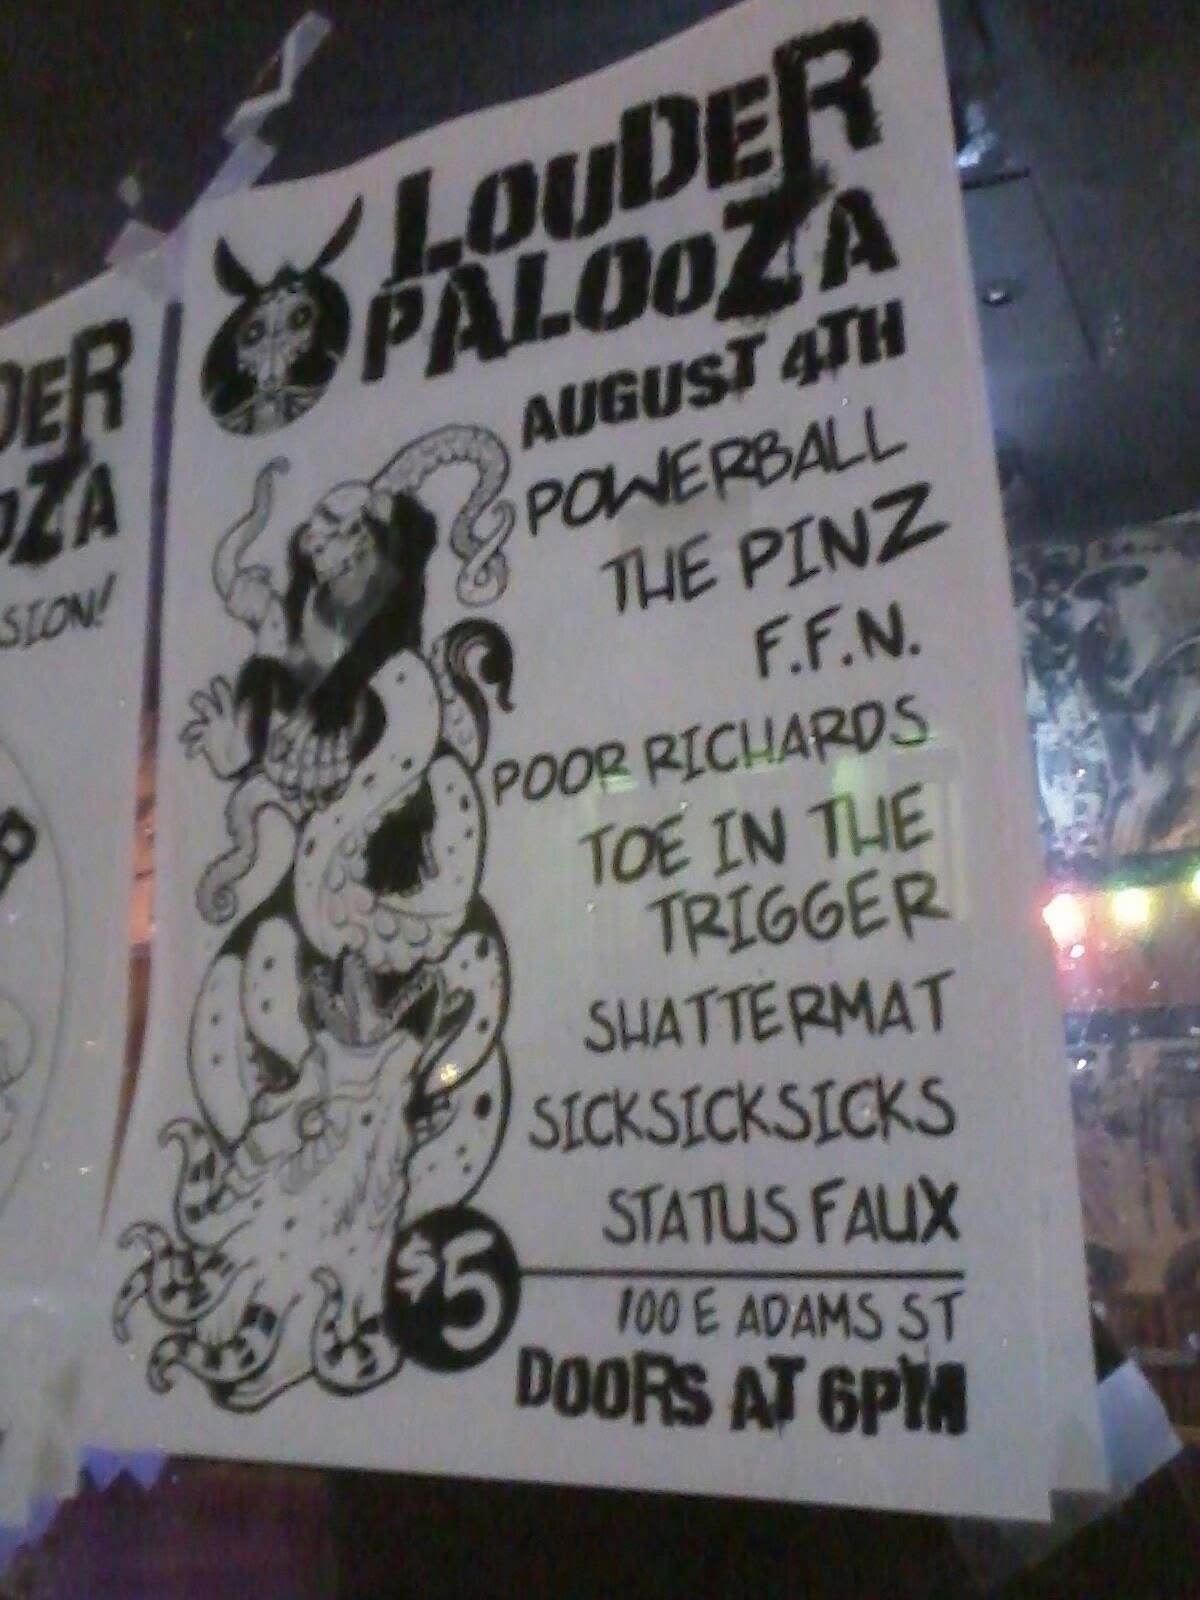 LOUDER
PALOOZA
AUGUST 4TH
POWERBALL
THE PINZ
F.F.N.
POOR RICHARDS
TOE IN THE
TRIGGER
SHATTERMAT
SICKSICKSICKS
STATUS FAUX
$5
100 E ADAMS ST
DOORS AT 6PM
DER
OZA
SION!